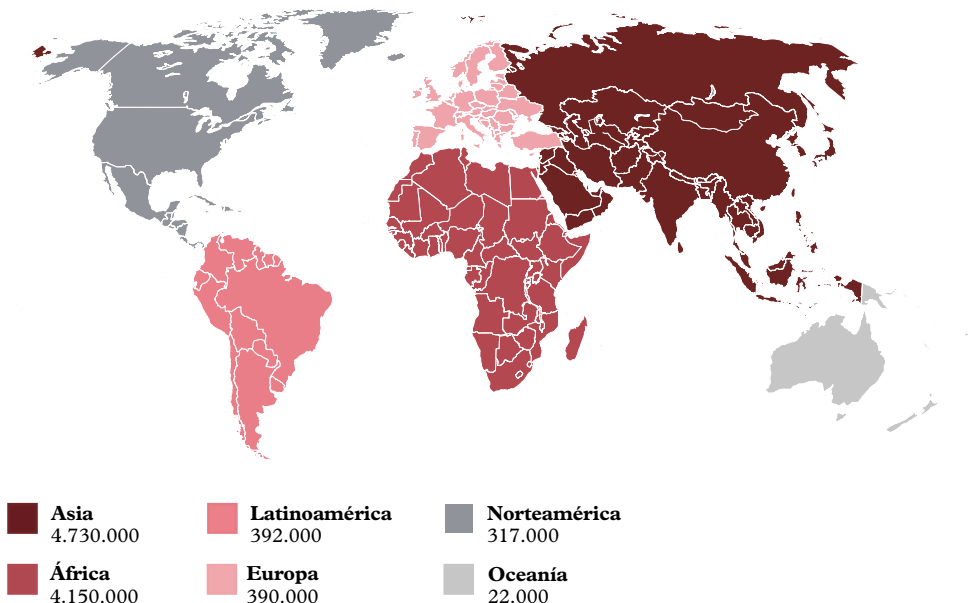 Asia
4.730.000
Latinoamérica
392.000
Norteamérica
317.000
África
4.150.000
Europa
390.000
Oceanía
22.000